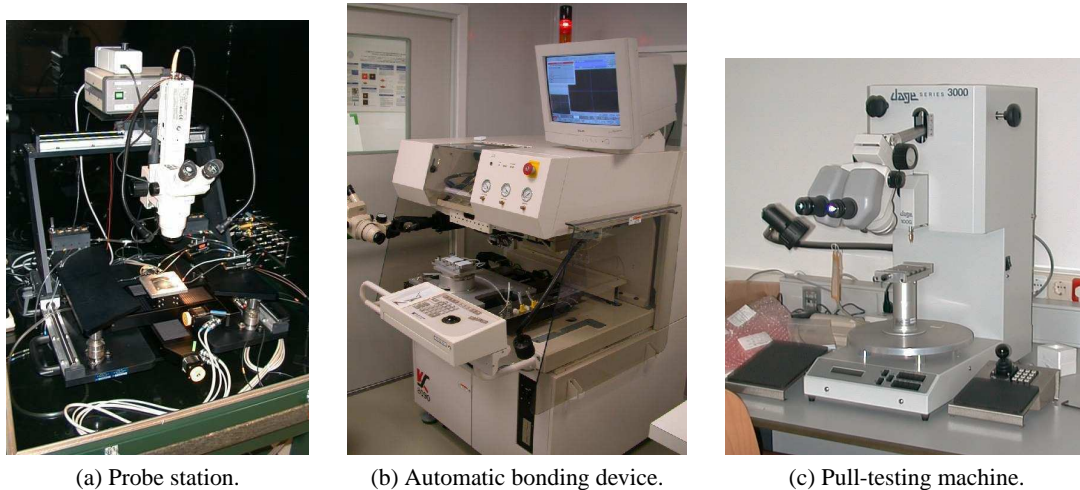 dage SERIES 3000
(a) Probe station.
(b) Automatic bonding device.
(c) Pull-testing machine.